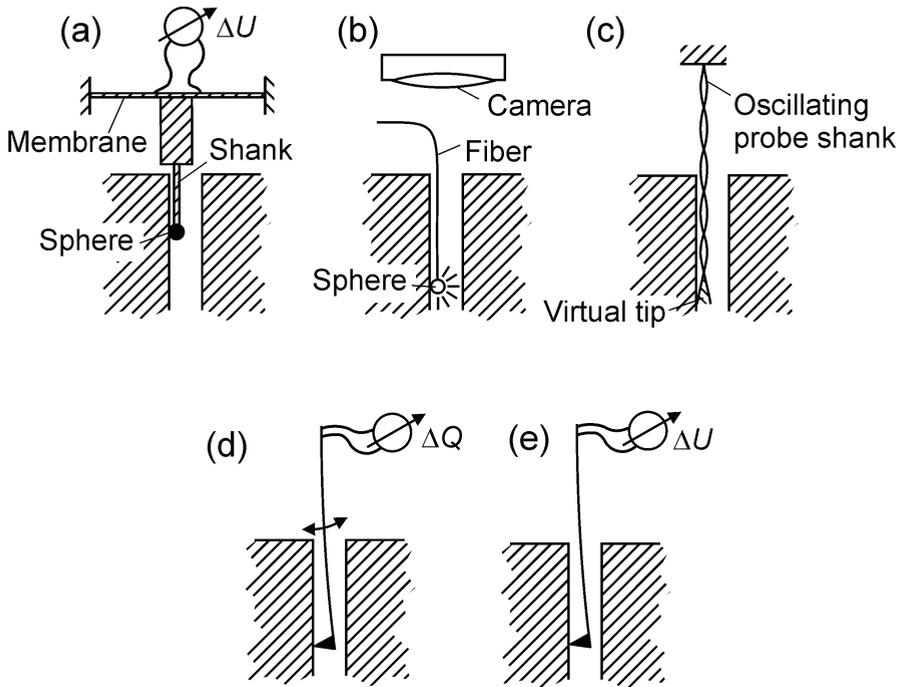 (a)
ΔU
(b)
(c)
Camera
Oscillating
probe shank
Membrane
Shank
Fiber
Sphere
Sphere
Virtual tip
(d)
ΔQ
(e)
ΔU